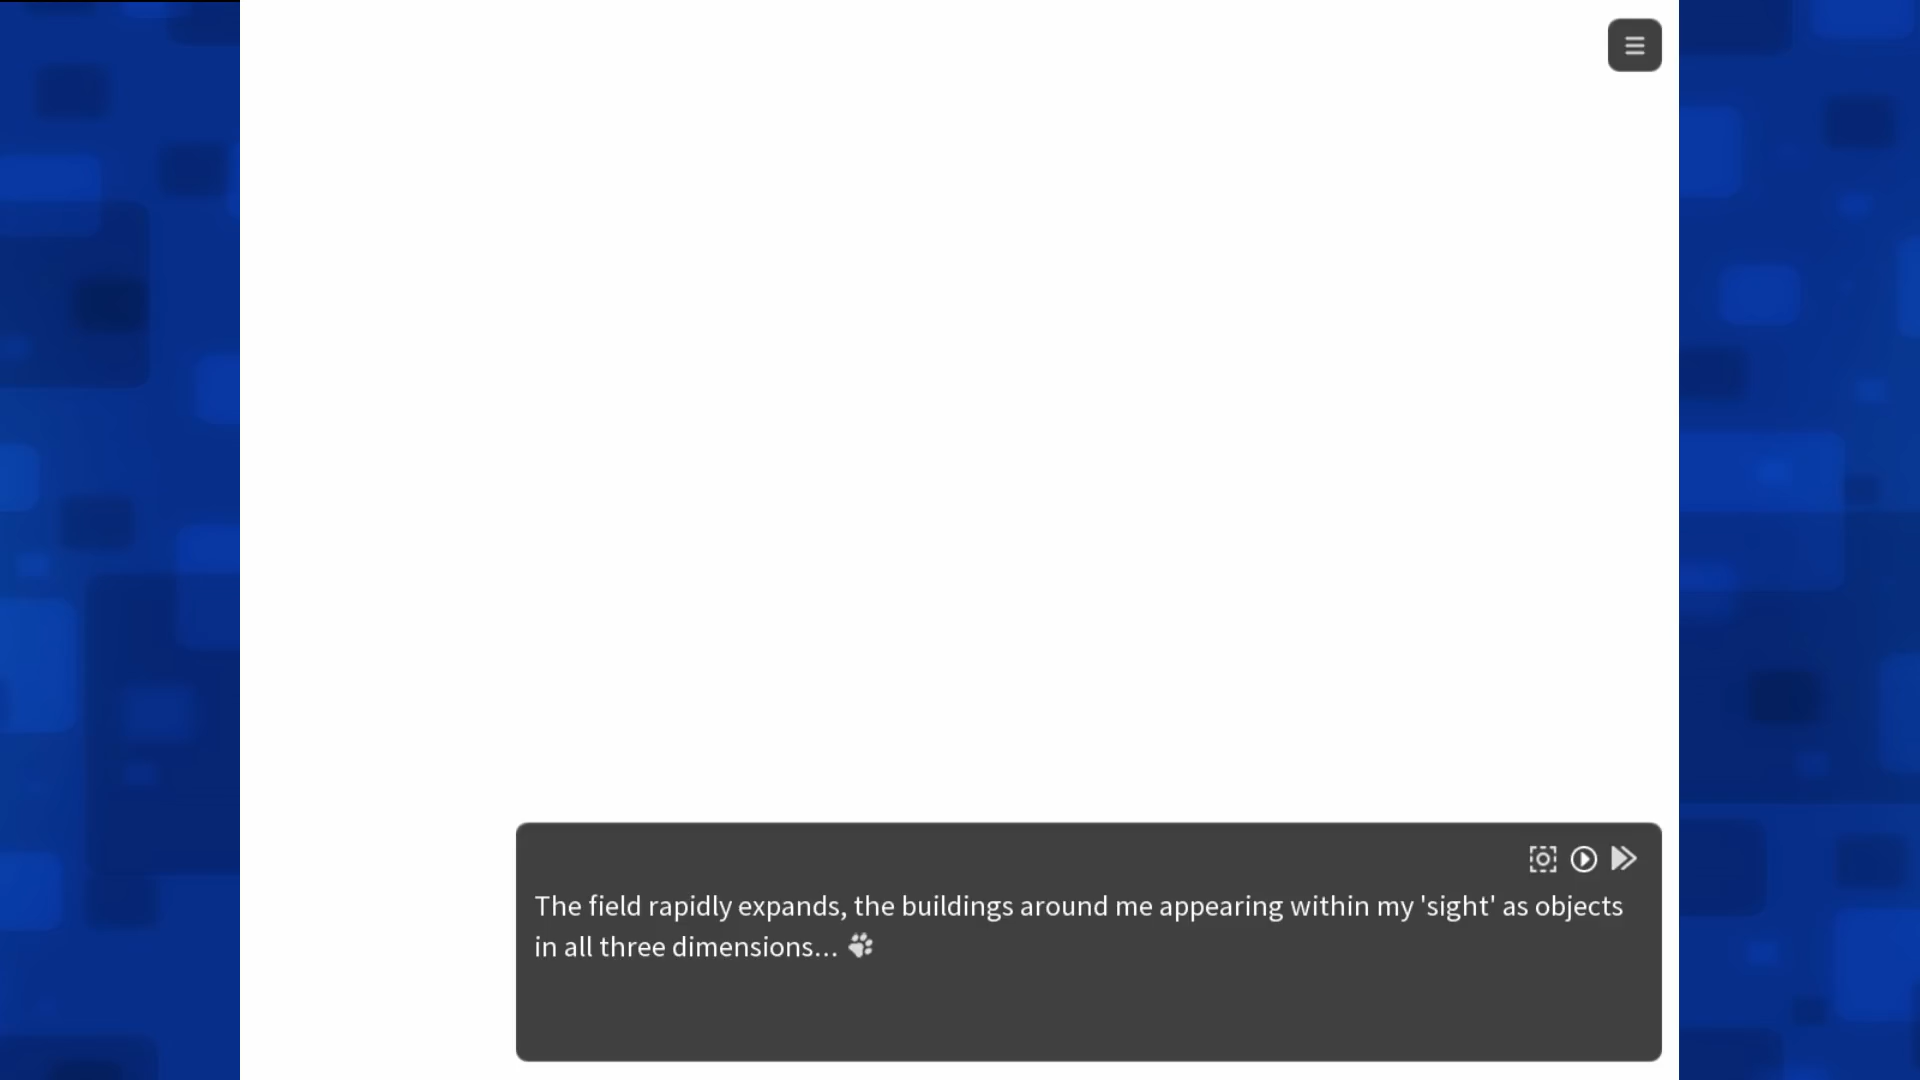 The field rapidly expands, the buildings around me appearing within my 'sight' as objects
in all three dimensions...